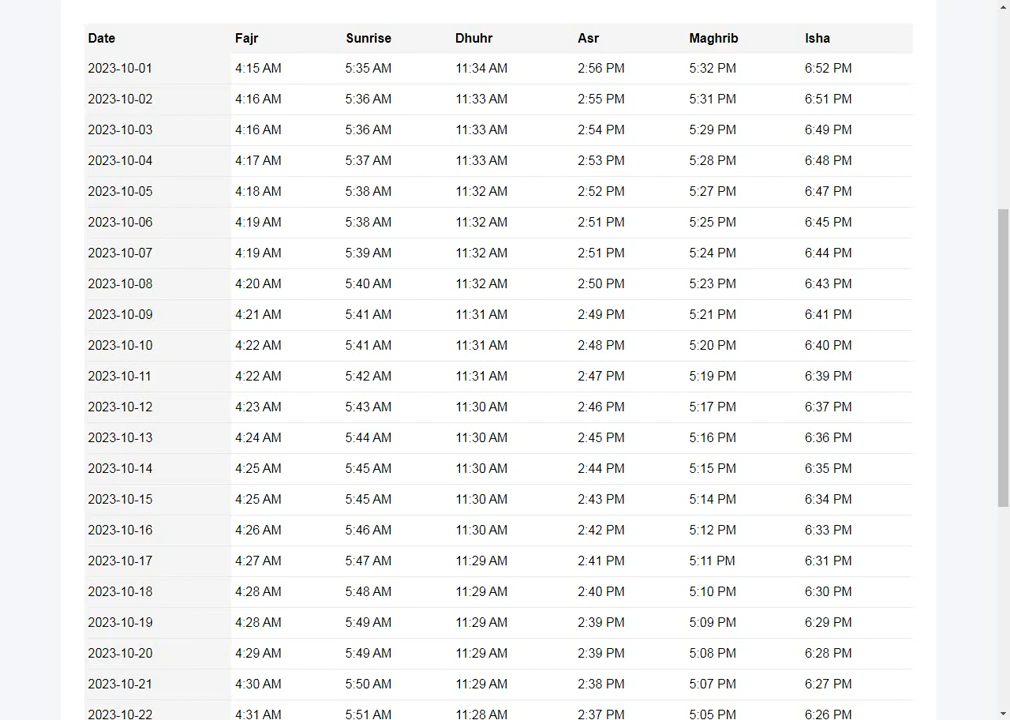 Date Fajr Sunrise Dhuhr Asr Maghrib Isha
2023-10-01 4:15 AM 5:35 AM 11:34 AM 2:56 PM 5:32 PM 6:52 PM
2023-10-02 4:16 AM 5:36 AM 11:33 AM 2:55 PM 5:31 PM 6:51 PM
2023-10-03 4:16 AM 5:36 AM 11:33 AM 2:54 PM 5:29 PM 6:49 PM
2023-10-04 4:17 AM 5:37 AM 11:33 AM 2:53 PM 5:28 PM 6:48 PM
2023-10-05 4:18 AM 5:38 AM 11:32 AM 2:52 PM 5:27 PM 6:47 PM
2023-10-06 4:19 AM 5:38 AM 11:32 AM 2:51 PM 5:25 PM 6:45 PM
2023-10-07 4:19 AM 5:39 AM 11:32 AM 2:51 PM 5:24 PM 6:44 PM
2023-10-08 4:20 AM 5:40 AM 11:32 AM 2:50 PM 5:23 PM 6:43 PM
2023-10-09 4:21 AM 5:41 AM 11:31 AM 2:49 PM 5:21 PM 6:41 PM
2023-10-10 4:22 AM 5:41 AM 11:31 AM 2:48 PM 5:20 PM 6:40 PM
2023-10-11 4:22 AM 5:42 AM 11:31 AM 2:47 PM 5:19 PM 6:39 PM
2023-10-12 4:23 AM 5:43 AM 11:30 AM 2:46 PM 5:17 PM 6:37 PM
2023-10-13 4:24 AM 5:44 AM 11:30 AM 2:45 PM 5:16 PM 6:36 PM
2023-10-14 4:25 AM 5:45 AM 11:30 AM 2:44 PM 5:15 PM 6:35 PM
2023-10-15 4:25 AM 5:45 AM 11:30 AM 2:43 PM 5:14 PM 6:34 PM
2023-10-16 4:26 AM 5:46 AM 11:30 AM 2:42 PM 5:12 PM 6:33 PM
2023-10-17 4:27 AM 5:47 AM 11:29 AM 2:41 PM 5:11 PM 6:31 PM
2023-10-18 4:28 AM 5:48 AM 11:29 AM 2:40 PM 5:10 PM 6:30 PM
2023-10-19 4:28 AM 5:49 AM 11:29 AM 2:39 PM 5:09 PM 6:29 PM
2023-10-20 4:29 AM 5:49 AM 11:29 AM 2:39 PM 5:08 PM 6:28 PM
2023-10-21 4:30 AM 5:50 AM 11:29 AM 2:38 PM 5:07 PM 6:27 PM
2023-10-22 4:31 AM 5:51 AM 11:28 AM 2:37 PM 5:05 PM 6:26 PM